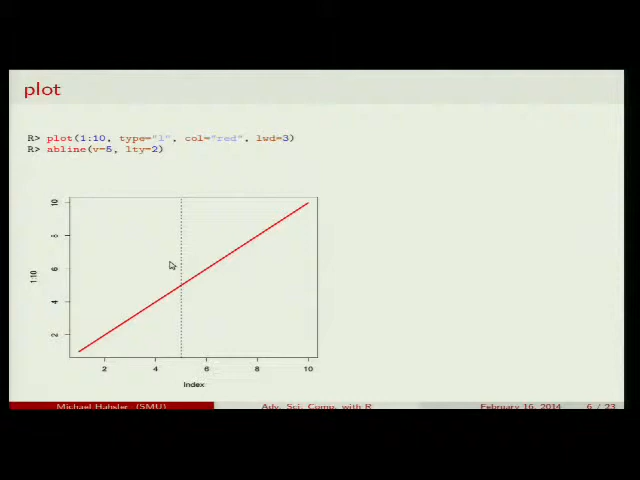 plot
R> plot(1:10, type="l", col="red", lwd=3)
R> abline(v=5, lty=2)
10
8
6
4
2
1:10
2 4 6 8 10
Index
Michael Hahsler (SMU) Adv. Sci. Comp. with R February 16, 2014 6 / 23